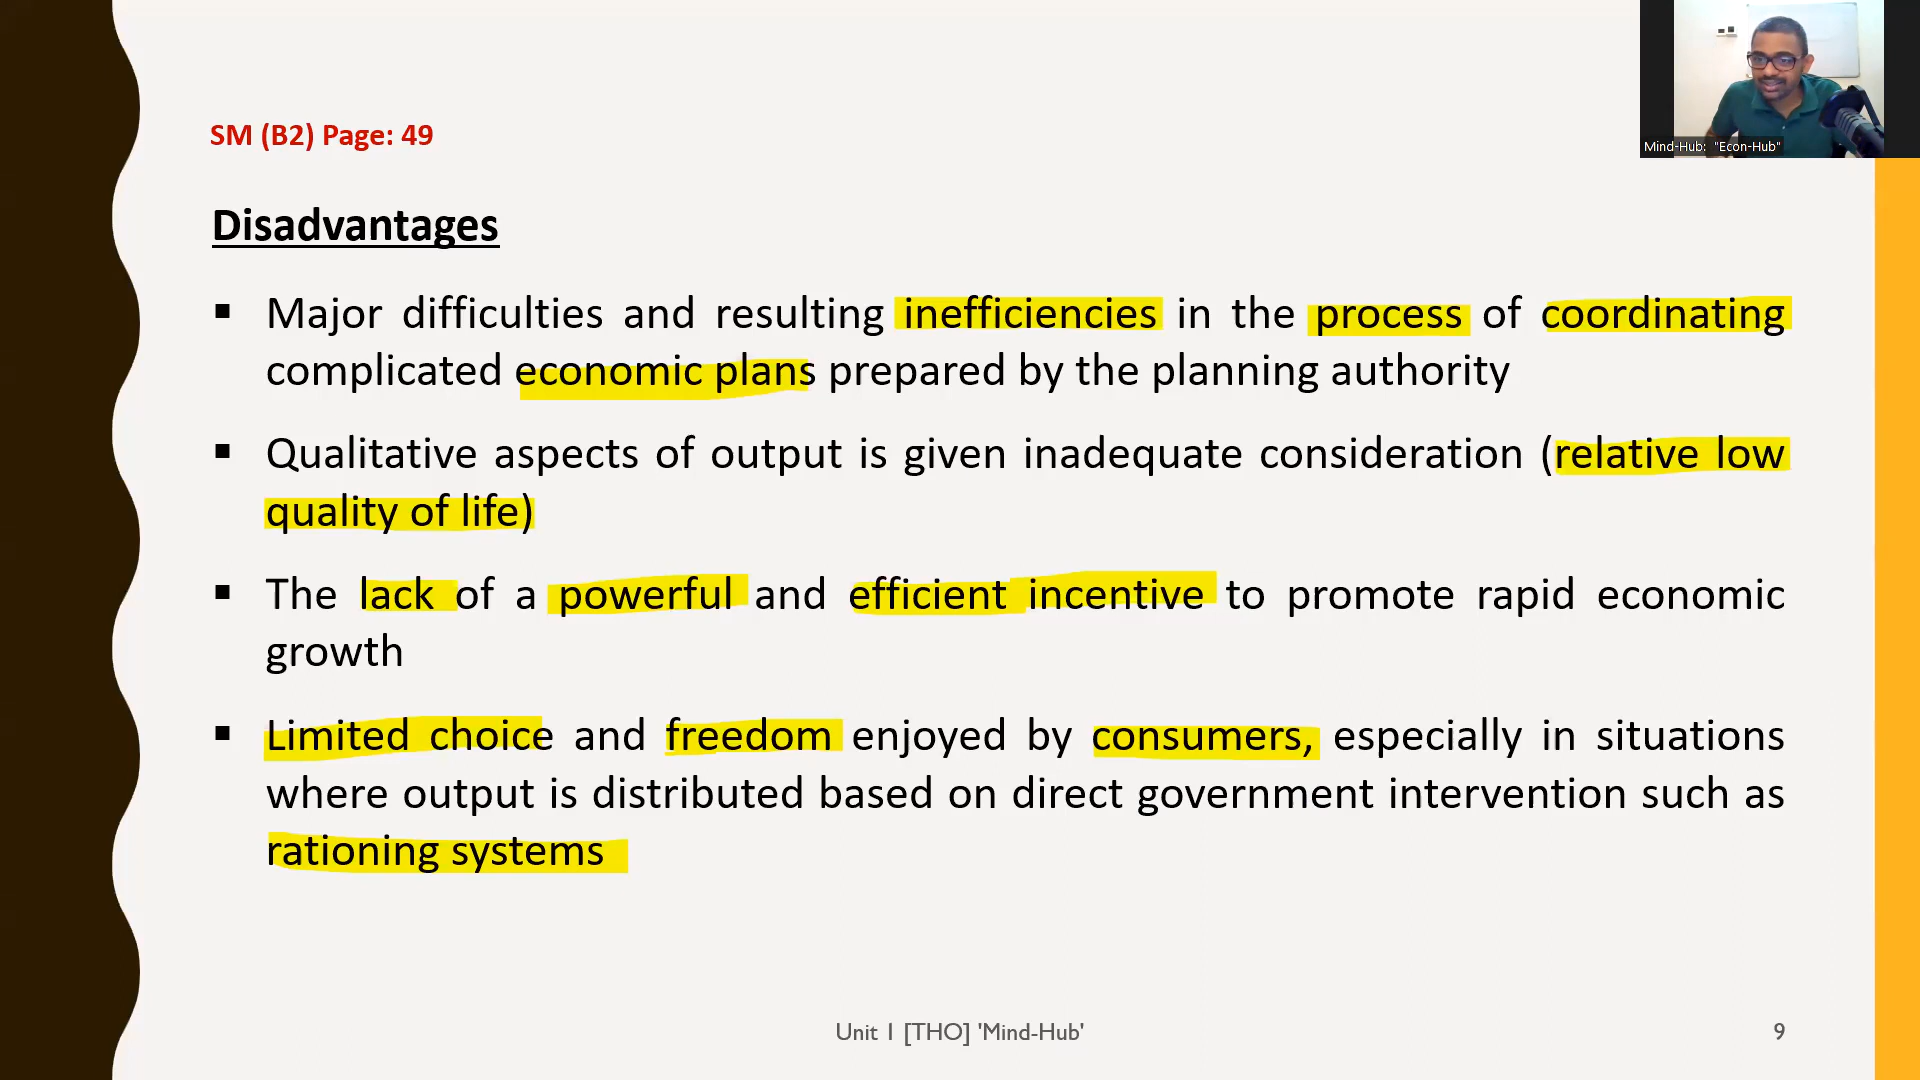 Mind-Hub: "Econ-Hub"
SM (B2) Page: 49
Disadvantages
▪ Major difficulties and resulting inefficiencies in the process of coordinating
complicated economic plans prepared by the planning authority
▪ Qualitative aspects of output is given inadequate consideration (relative low
quality of life)
▪ The lack of a powerful and efficient incentive to promote rapid economic
growth
▪ Limited choice and freedom enjoyed by consumers, especially in situations
where output is distributed based on direct government intervention such as
rationing systems
Unit 1 [THO] 'Mind-Hub'
9